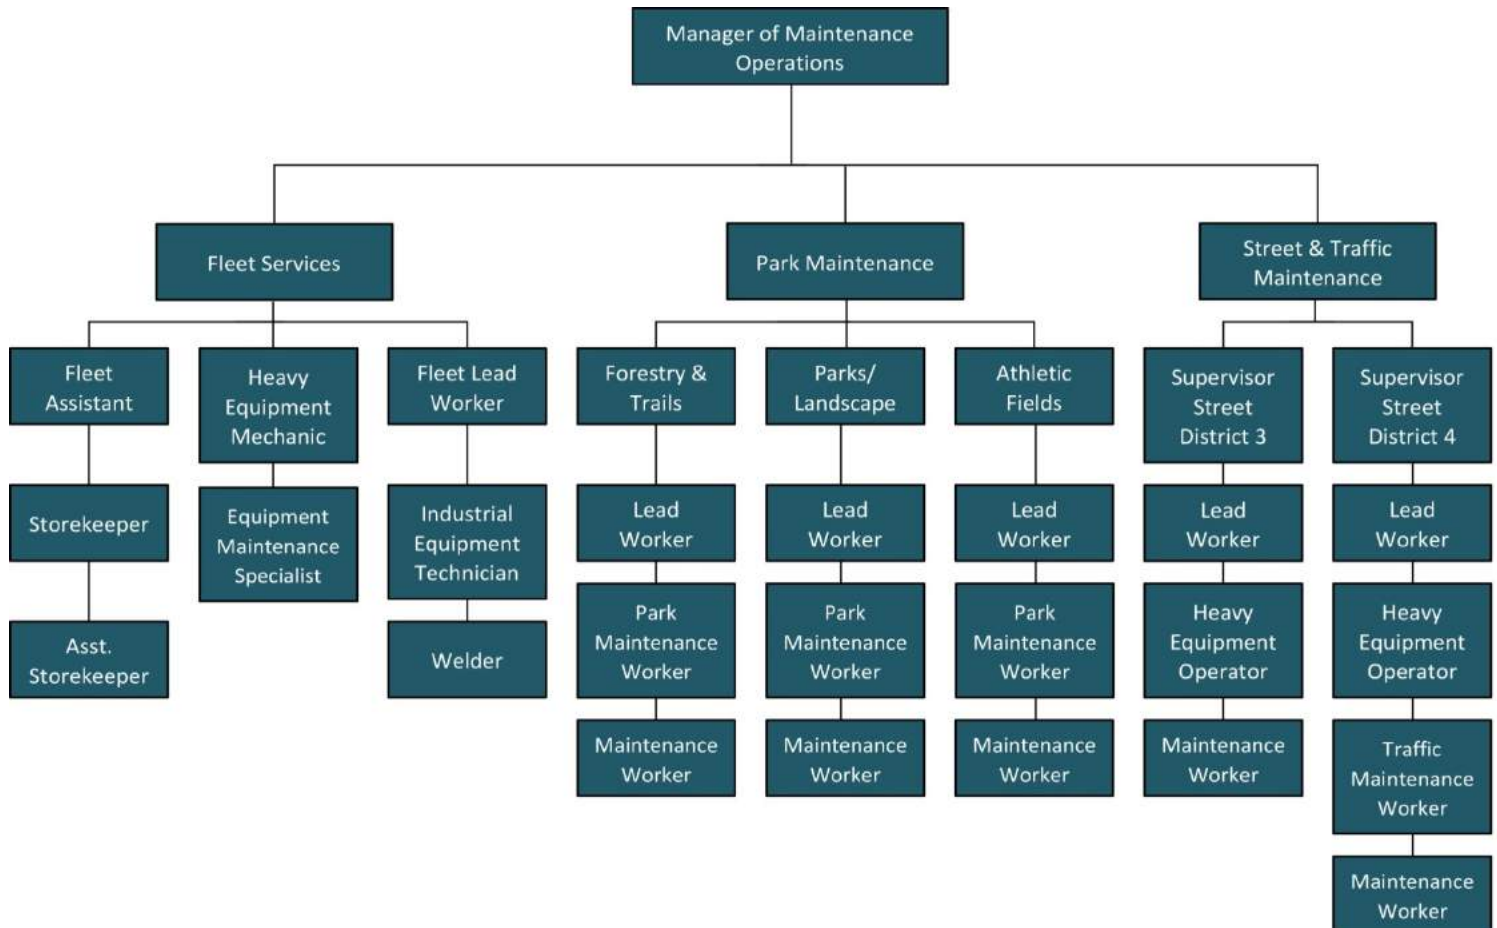 Manager of Maintenance
Operations
Fleet Services
Park Maintenance
Street & Traffic
Maintenance
Fleet
Assistant
Heavy
Equipment
Mechanic
Fleet Lead
Worker
Forestry &
Trails
Parks/
Landscape
Athletic
Fields
Supervisor
Street
District 3
Supervisor
Street
District 4
Storekeeper
Equipment
Maintenance
Specialist
Industrial
Equipment
Technician
Lead
Worker
Lead
Worker
Lead
Worker
Lead
Worker
Lead
Worker
Asst.
Storekeeper
Welder
Park
Maintenance
Worker
Park
Maintenance
Worker
Park
Maintenance
Worker
Heavy
Equipment
Operator
Heavy
Equipment
Operator
Maintenance
Worker
Maintenance
Worker
Maintenance
Worker
Maintenance
Worker
Traffic
Maintenance
Worker
Maintenance
Worker